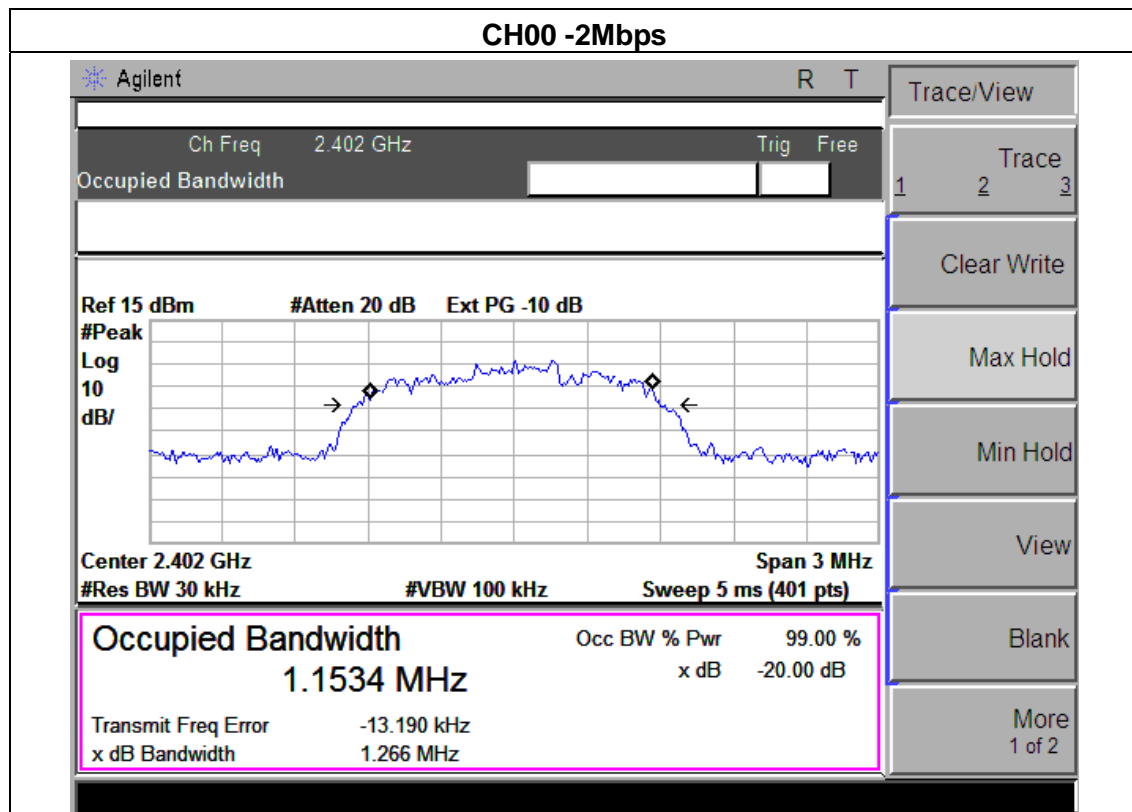 CH00 -2Mbps
Agilent R T
Trace/View
Ch Freq 2.402 GHz Trig Free
Occupied Bandwidth
Trace
1 2 3
Clear Write
Max Hold
Min Hold
View
Blank
More
1 of 2
Ref 15 dBm #Atten 20 dB Ext PG -10 dB
#Peak
Log
10
dB/
Center 2.402 GHz Span 3 MHz
#Res BW 30 kHz #VBW 100 kHz Sweep 5 ms (401 pts)
Occupied Bandwidth Occ BW % Pwr 99.00 %
1.1534 MHz x dB -20.00 dB
Transmit Freq Error -13.190 kHz
x dB Bandwidth 1.266 MHz